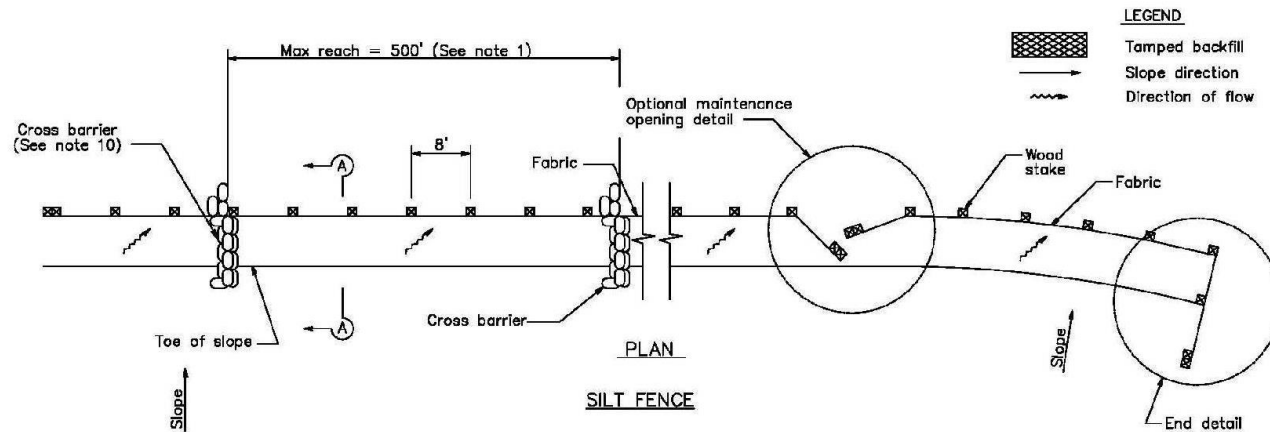 LEGEND
Tamped backfill
Slope direction
Direction of flow
Max reach = 500' (See note 1)
Optional maintenance
opening detail
Cross barrier
(See note 10)
A
8'
Fabric
Wood
stake
Fabric
A
Cross barrier
Toe of slope
PLAN
Slope
Slope
SILT FENCE
End detail